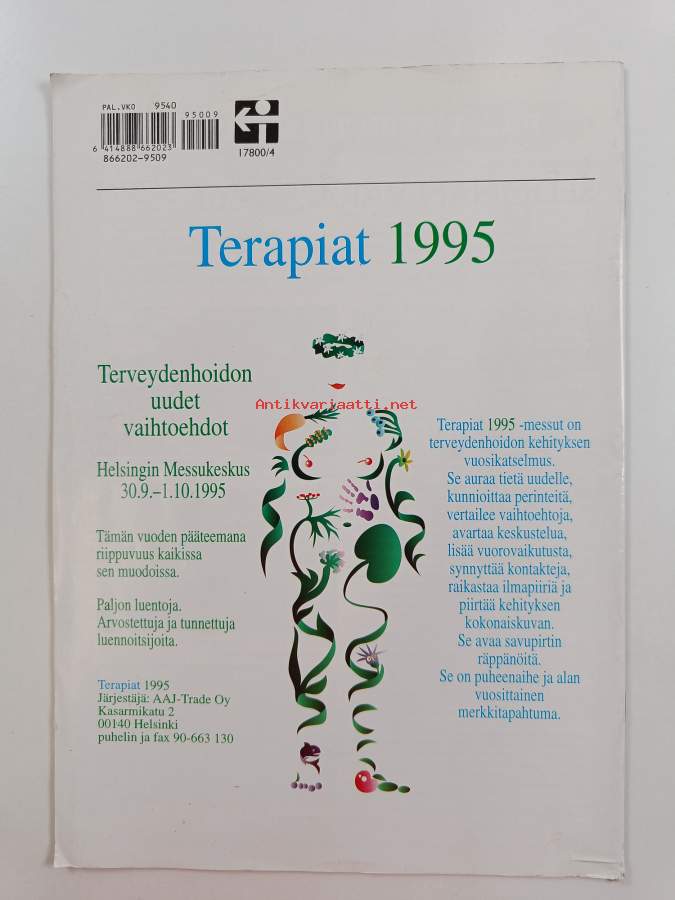 PAL.VKO 9540
95009
6 414888 662023
866202-9509
17800/4
Terapiat 1995
Terveydenhoidon
uudet
vaihtoehdot
Helsingin Messukeskus
30.9.–1.10.1995
Tämän vuoden pääteemana
riippuvuus kaikissa
sen muodoissa.
Paljon luentoja.
Arvostettuja ja tunnettuja
luennoitsijoita.
Terapiat 1995
Järjestäjä: AAJ-Trade Oy
Kasarmikatu 2
00140 Helsinki
puhelin ja fax 90-663 130
Antikvariaatti.net
Terapiat 1995 -messut on
terveydenhoidon kehityksen
vuosikatselmus.
Se auraa tietä uudelle,
kunnioittaa perinteitä,
vertailee vaihtoehtoja,
avartaa keskustelua,
lisää vuorovaikutusta,
synnyttää kontakteja,
raikastaa ilmapiiriä ja
piirtää kehityksen
kokonaiskuvan.
Se avaa savupirtin
räppänöitä.
Se on puheenaihe ja alan
vuosittainen
merkkitapahtuma.